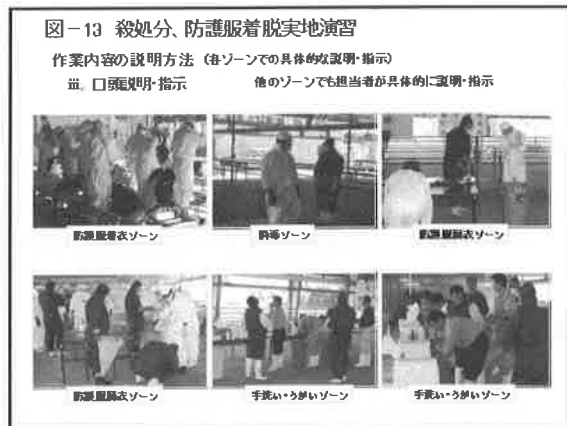 図-13 殺処分、防護服着脱実地演習
作業内容の説明方法 (各ゾーンでの具体的な説明・指示)
iii. 口頭説明・指示 他のゾーンでも担当者が具体的に説明・指示
防護服着衣ゾーン
消毒ゾーン
防護服脱衣ゾーン
防護服脱衣ゾーン
手洗い・うがいゾーン
手洗い・うがいゾーン